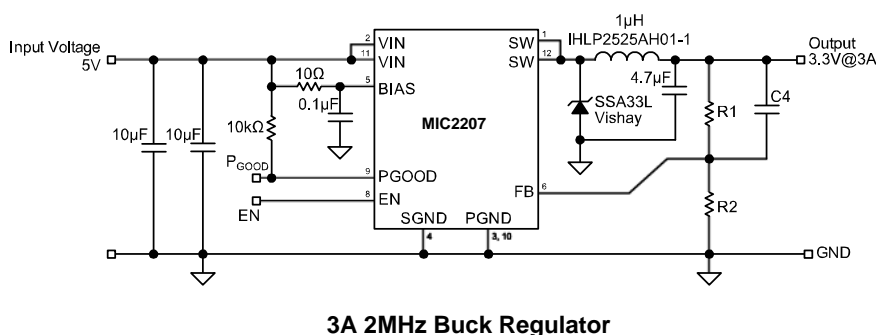 Input Voltage
5V
2
11
VIN
VIN
10Ω
5
BIAS
0.1µF
10µF
10µF
10kΩ
PGOOD
9
PGOOD
8
EN
EN
MIC2207
SGND
PGND
4
3, 10
SW
1
SW
12
FB
6
1µH
IHLP2525AH01-1
4.7µF
SSA33L
Vishay
R1
C4
R2
Output
3.3V@3A
GND
3A 2MHz Buck Regulator